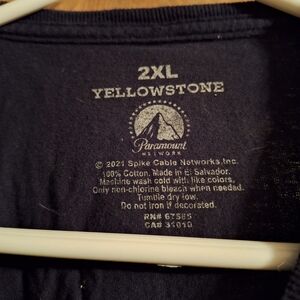 2XL
YELLOWSTONE
Paramount
NETWORK
© 2021 Spike Cable Networks, Inc.
100% Cotton. Made in El Salvador.
Machine wash cold with like colors.
Only non-chlorine bleach when needed.
Tumble dry low.
Do not iron if decorated.
RN#
CA#